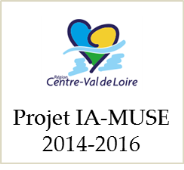 Région
Centre-Val de Loire
Projet IA-MUSE
2014-2016